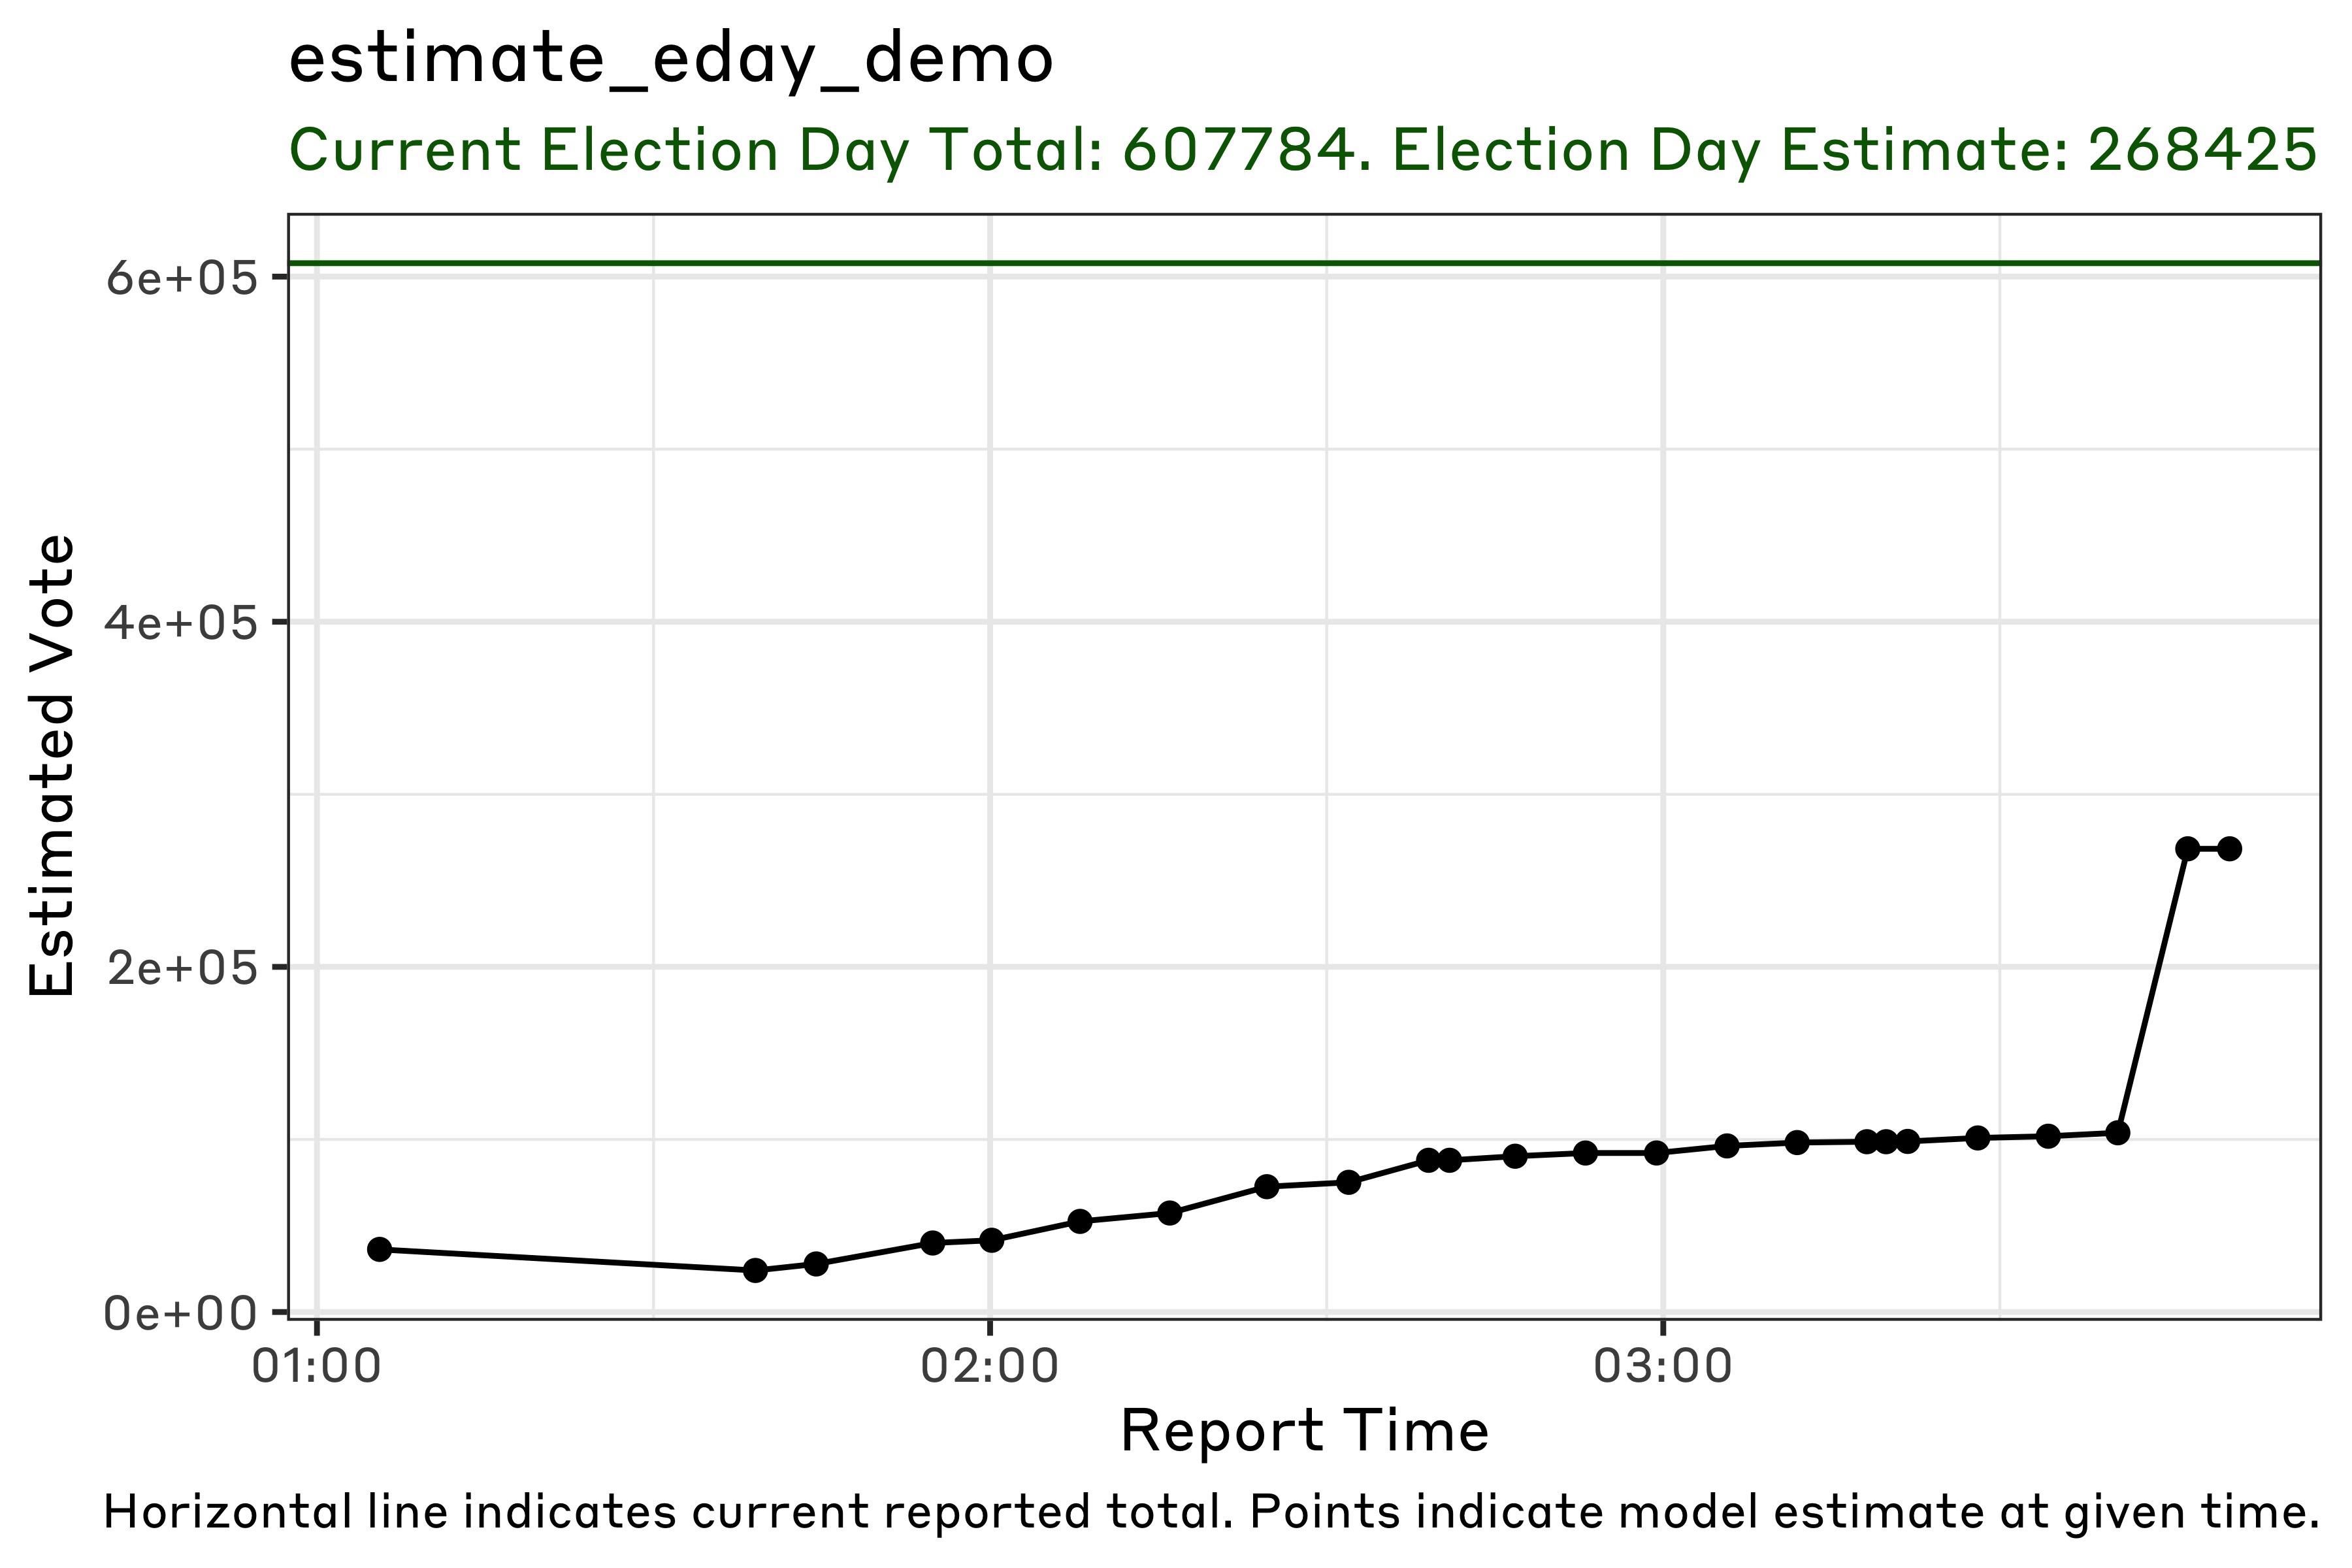 estimate_eday_demo
Current Election Day Total: 607784. Election Day Estimate: 268425
6e+05
4e+05
2e+05
0e+00
Estimated Vote
01:00 02:00 03:00
Report Time
Horizontal line indicates current reported total. Points indicate model estimate at given time.